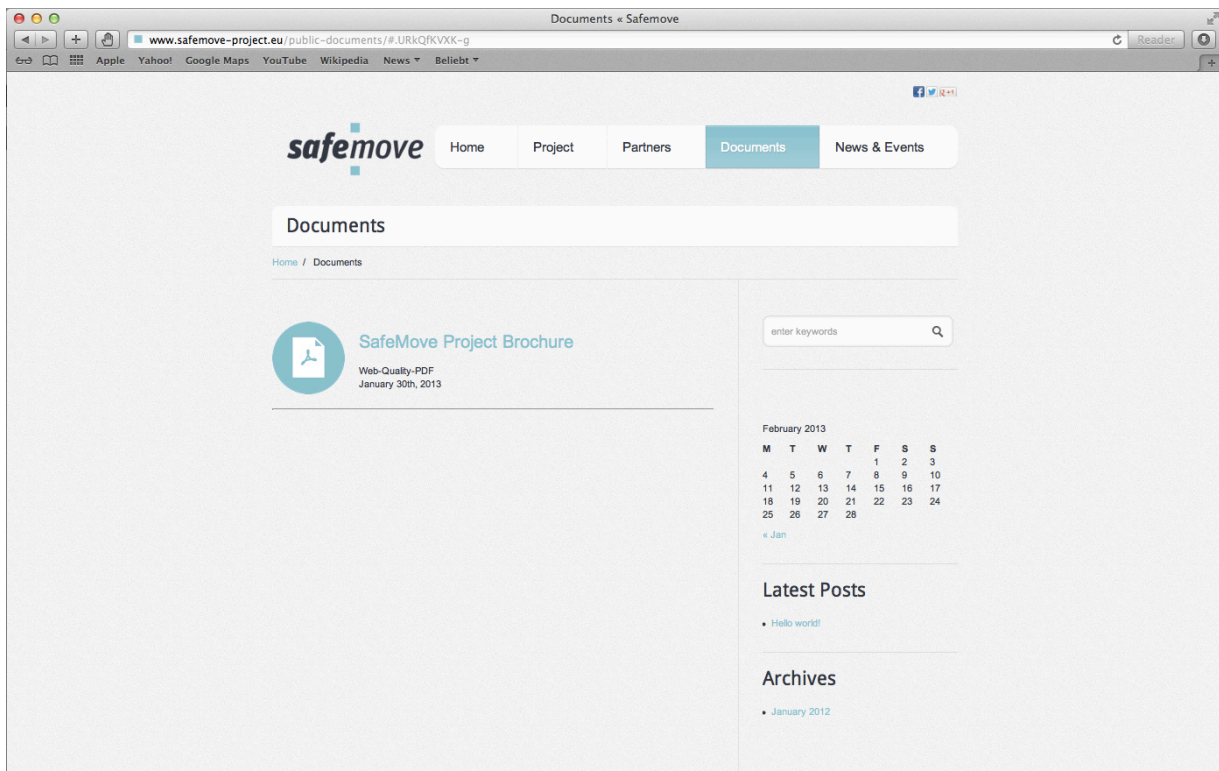 Documents « Safemove
www.safemove-project.eu/public-documents/#.URkQfKVXK-g
Reader
Apple Yahoo! Google Maps YouTube Wikipedia News Beliebt
safemove
Home Project Partners Documents News & Events
Documents
Home / Documents
SafeMove Project Brochure
Web-Quality-PDF
January 30th, 2013
enter keywords
February 2013
M T W T F S S
1 2 3
4 5 6 7 8 9 10
11 12 13 14 15 16 17
18 19 20 21 22 23 24
25 26 27 28
« Jan
Latest Posts
• Hello world!
Archives
• January 2012